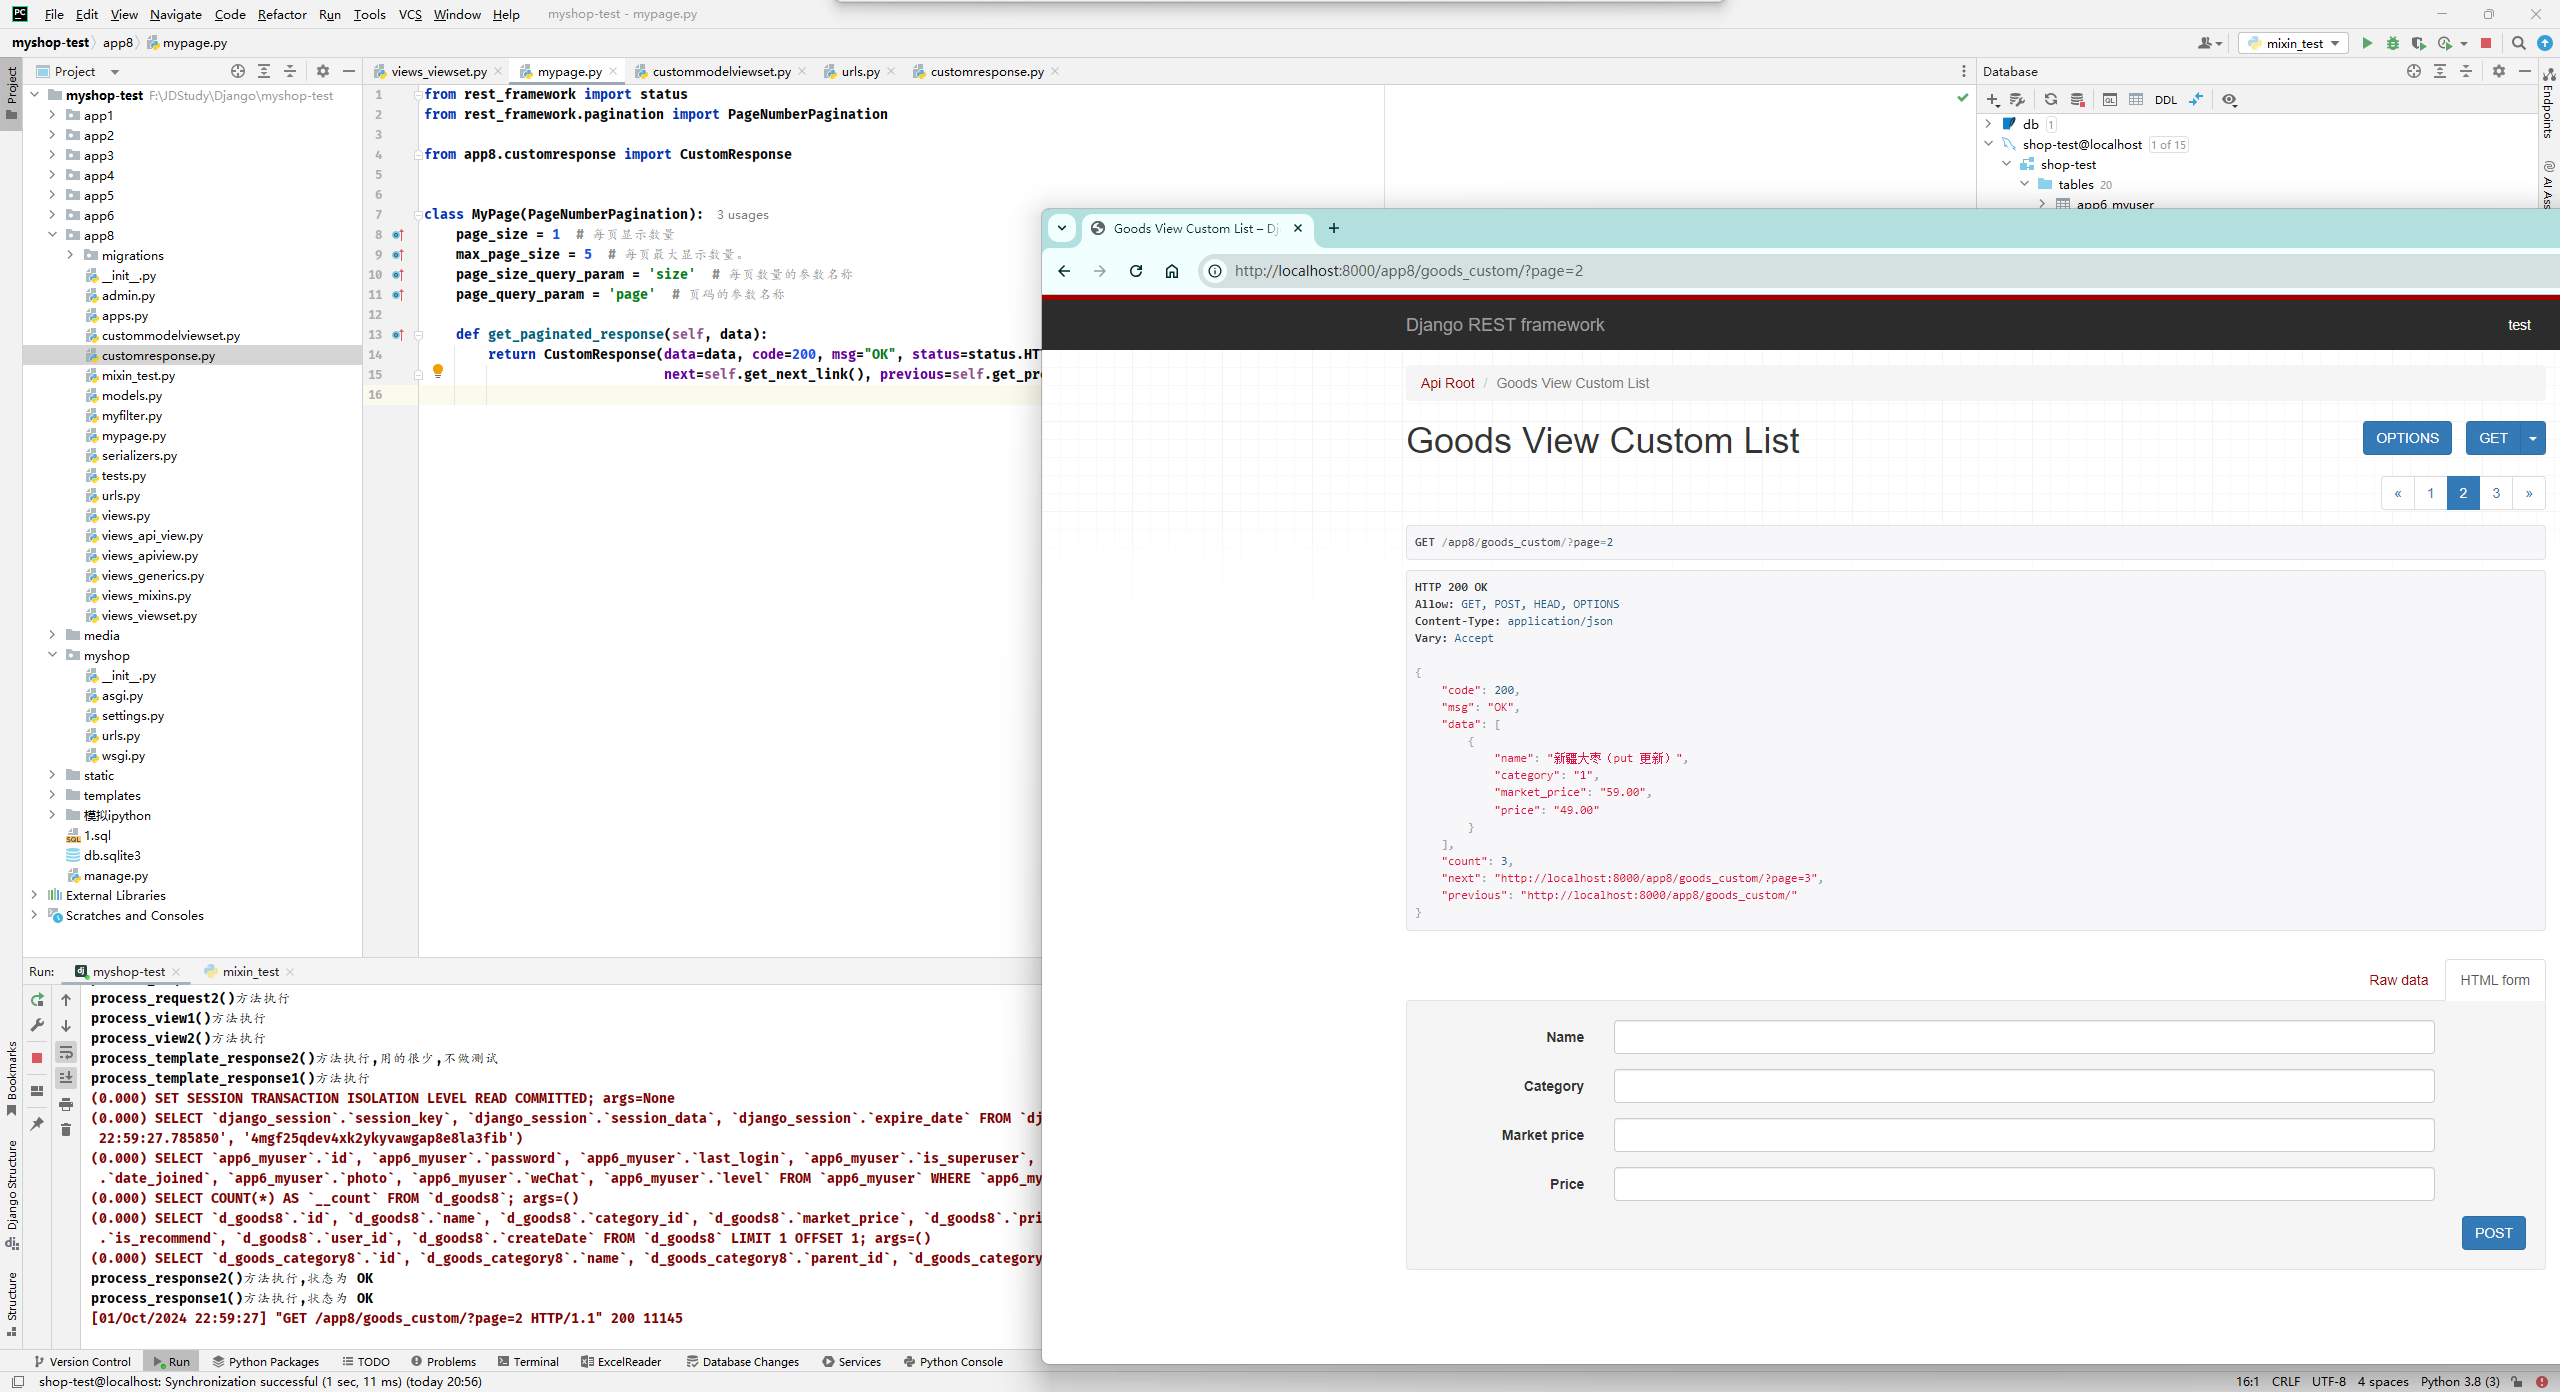 File Edit View Navigate Code Refactor Run Tools VCS Window Help myshop-test - mypage.py
myshop-test app8 mypage.py
mixin_test
Project
views_viewset.py mypage.py custommodelviewset.py urls.py customresponse.py
Database
myshop-test F:\JDStudy\Django\myshop-test
app1
app2
app3
app4
app5
app6
app8
migrations
__init__.py
admin.py
apps.py
custommodelviewset.py
customresponse.py
mixin_test.py
models.py
myfilter.py
mypage.py
serializers.py
tests.py
urls.py
views.py
views_api_view.py
views_apiview.py
views_generics.py
views_mixins.py
views_viewset.py
media
myshop
__init__.py
asgi.py
settings.py
urls.py
wsgi.py
static
templates
模拟ipython
1.sql
db.sqlite3
manage.py
External Libraries
Scratches and Consoles
1 from rest_framework import status
2 from rest_framework.pagination import PageNumberPagination
3
4 from app8.customresponse import CustomResponse
5
6
7 class MyPage(PageNumberPagination): 3 usages
8 page_size = 1 # 每页显示数量
9 max_page_size = 5 # 每页最大显示数量。
10 page_size_query_param = 'size' # 每页数量的参数名称
11 page_query_param = 'page' # 页码的参数名称
12
13 def get_paginated_response(self, data):
14 return CustomResponse(data=data, code=200, msg="OK", status=status.HT
15 next=self.get_next_link(), previous=self.get_pr
16
DDL
db 1
shop-test@localhost 1 of 15
shop-test
tables 20
app6_myuser
Project
Bookmarks
Django Structure
Structure
Endpoints
AI Ass
Goods View Custom List – Dj
http://localhost:8000/app8/goods_custom/?page=2
Django REST framework test
Api Root / Goods View Custom List
Goods View Custom List
OPTIONS GET
« 1 2 3 »
GET /app8/goods_custom/?page=2
HTTP 200 OK
Allow: GET, POST, HEAD, OPTIONS
Content-Type: application/json
Vary: Accept
{
"code": 200,
"msg": "OK",
"data": [
{
"name": "新疆大枣（put 更新）",
"category": "1",
"market_price": "59.00",
"price": "49.00"
}
],
"count": 3,
"next": "http://localhost:8000/app8/goods_custom/?page=3",
"previous": "http://localhost:8000/app8/goods_custom/"
}
Raw data HTML form
Name
Category
Market price
Price
POST
Run: myshop-test mixin_test
process_request2()方法执行
process_view1()方法执行
process_view2()方法执行
process_template_response2()方法执行,用的很少,不做测试
process_template_response1()方法执行
(0.000) SET SESSION TRANSACTION ISOLATION LEVEL READ COMMITTED; args=None
(0.000) SELECT `django_session`.`session_key`, `django_session`.`session_data`, `django_session`.`expire_date` FROM `dj
22:59:27.785850', '4mgf25qdev4xk2ykyvawgap8e8la3fib')
(0.000) SELECT `app6_myuser`.`id`, `app6_myuser`.`password`, `app6_myuser`.`last_login`, `app6_myuser`.`is_superuser`,
.`date_joined`, `app6_myuser`.`photo`, `app6_myuser`.`weChat`, `app6_myuser`.`level` FROM `app6_myuser` WHERE `app6_my
(0.000) SELECT COUNT(*) AS `__count` FROM `d_goods8`; args=()
(0.000) SELECT `d_goods8`.`id`, `d_goods8`.`name`, `d_goods8`.`category_id`, `d_goods8`.`market_price`, `d_goods8`.`pri
.`is_recommend`, `d_goods8`.`user_id`, `d_goods8`.`createDate` FROM `d_goods8` LIMIT 1 OFFSET 1; args=()
(0.000) SELECT `d_goods_category8`.`id`, `d_goods_category8`.`name`, `d_goods_category8`.`parent_id`, `d_goods_category
process_response2()方法执行,状态为 OK
process_response1()方法执行,状态为 OK
[01/Oct/2024 22:59:27] "GET /app8/goods_custom/?page=2 HTTP/1.1" 200 11145
Version Control Run Python Packages TODO Problems Terminal ExcelReader Database Changes Services Python Console
shop-test@localhost: Synchronization successful (1 sec, 11 ms) (today 20:56)
16:1 CRLF UTF-8 4 spaces Python 3.8 (3)